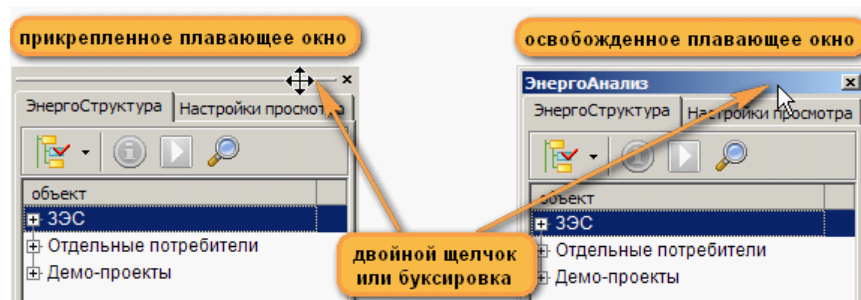 прикрепленное плавающее окно
освобожденное плавающее окно
ЭнергоАнализ
ЭнергоСтруктура Настройки просмотра
ЭнергоСтруктура Настройки просмотра
объект
объект
ЗЭС
ЗЭС
Отдельные потребители
Отдельные потребители
Демо-проекты
Демо-проекты
двойной щелчок
или буксировка